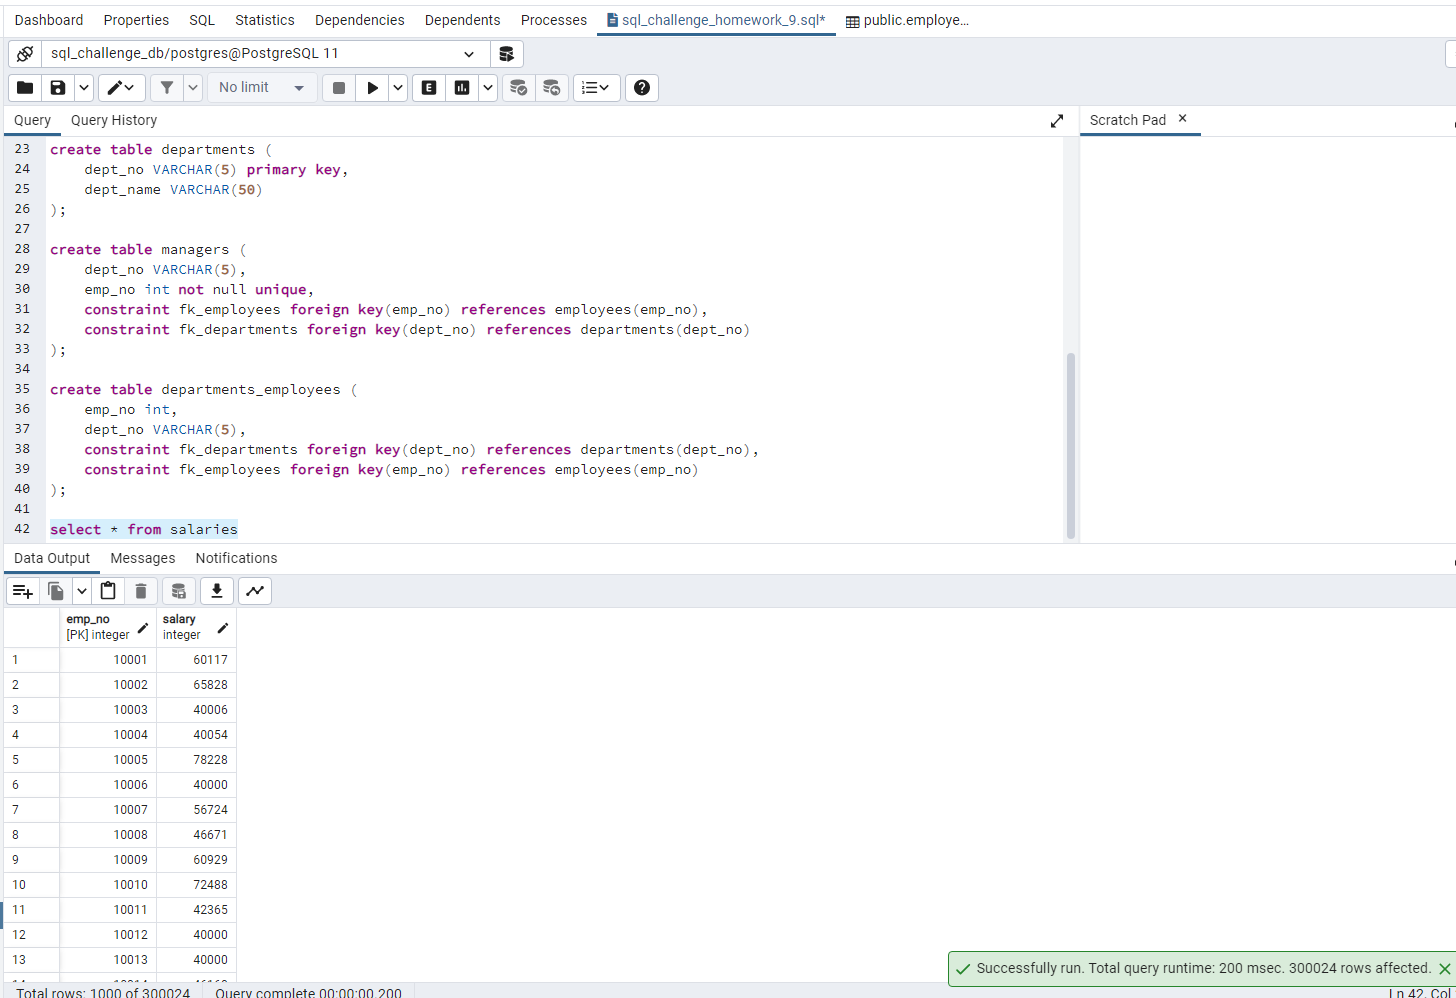 Dashboard Properties SQL Statistics Dependencies Dependents Processes sql_challenge_homework_9.sql* public.employe...
sql_challenge_db/postgres@PostgreSQL 11
No limit E
Query Query History Scratch Pad
23 create table departments (
24 dept_no VARCHAR(5) primary key,
25 dept_name VARCHAR(50)
26 );
27
28 create table managers (
29 dept_no VARCHAR(5),
30 emp_no int not null unique,
31 constraint fk_employees foreign key(emp_no) references employees(emp_no),
32 constraint fk_departments foreign key(dept_no) references departments(dept_no)
33 );
34
35 create table departments_employees (
36 emp_no int,
37 dept_no VARCHAR(5),
38 constraint fk_departments foreign key(dept_no) references departments(dept_no),
39 constraint fk_employees foreign key(emp_no) references employees(emp_no)
40 );
41
42 select * from salaries
Data Output Messages Notifications
emp_no salary
[PK] integer integer
1 10001 60117
2 10002 65828
3 10003 40006
4 10004 40054
5 10005 78228
6 10006 40000
7 10007 56724
8 10008 46671
9 10009 60929
10 10010 72488
11 10011 42365
12 10012 40000
13 10013 40000
Successfully run. Total query runtime: 200 msec. 300024 rows affected.
Total rows: 1000 of 300024 Query complete 00:00:00.200 Ln 42, Col